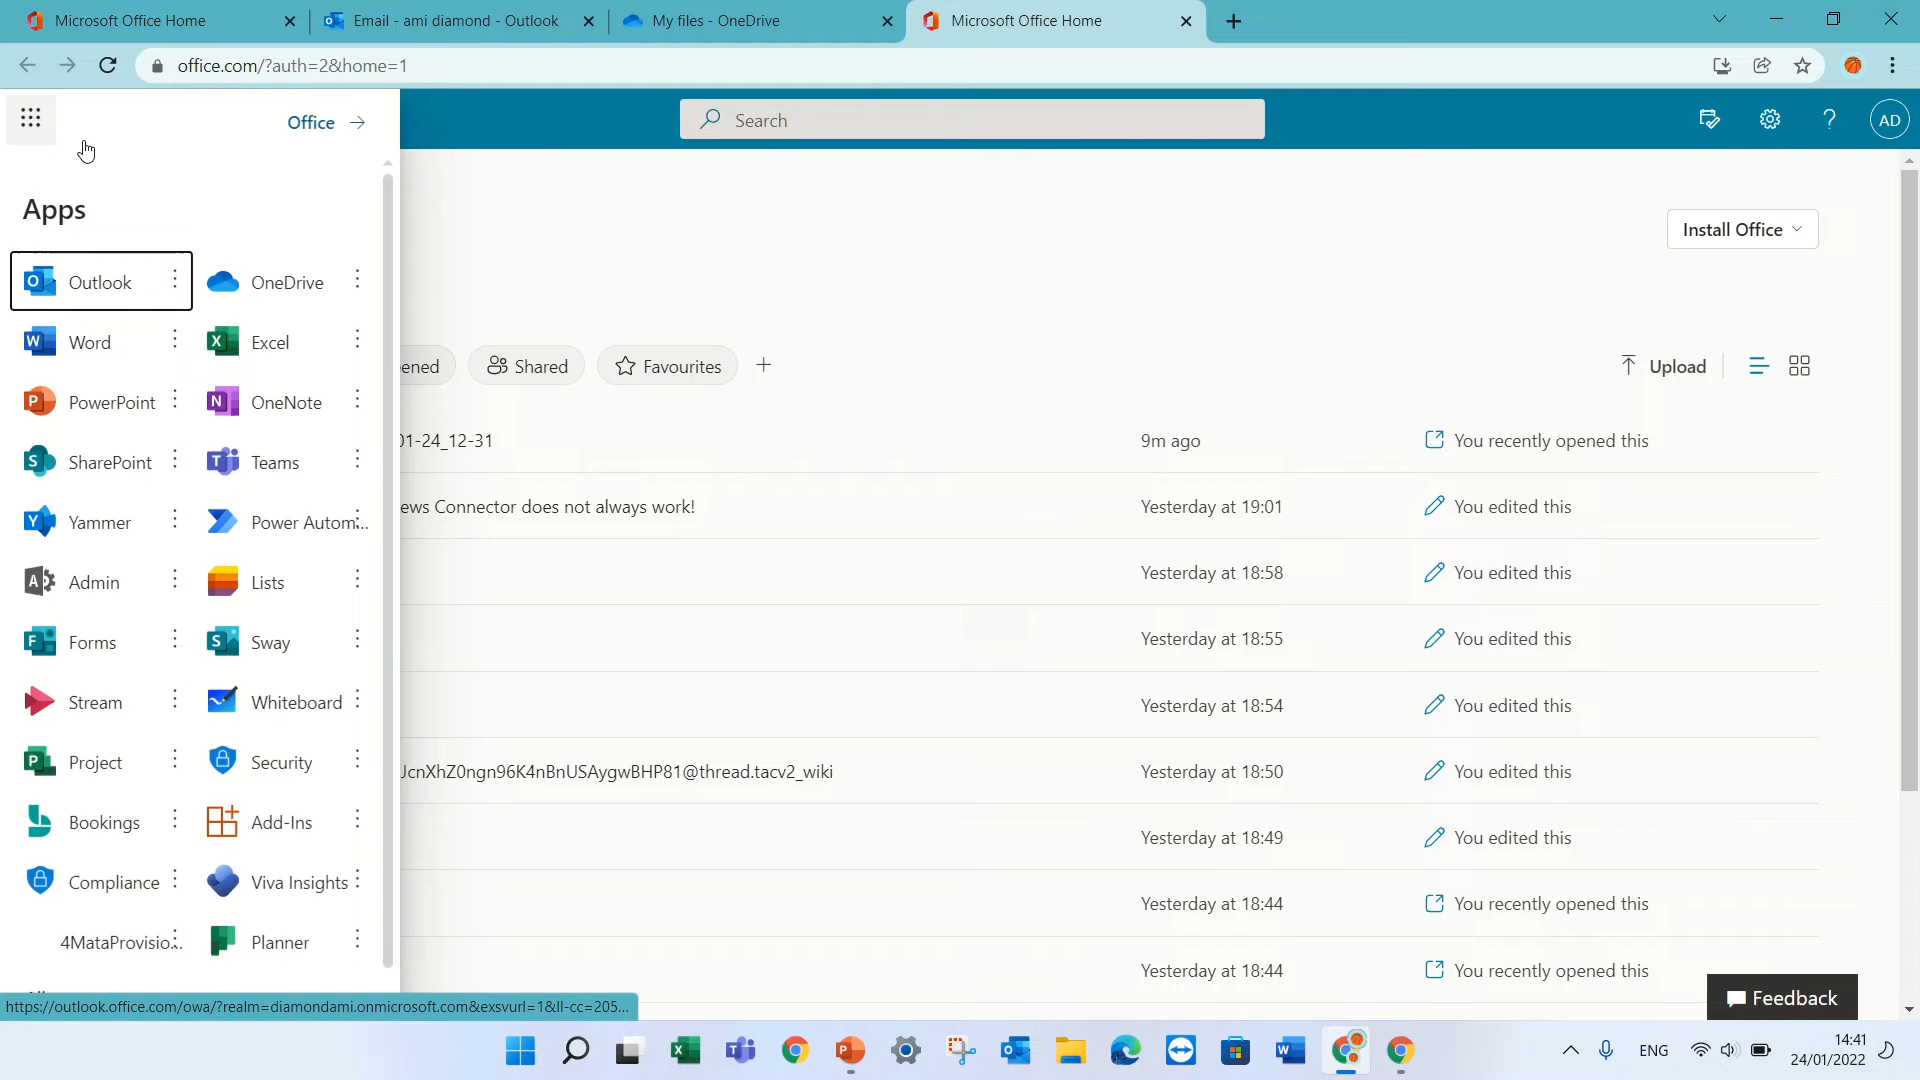 Microsoft Office Home
Email - ami diamond - Outlook
My files - OneDrive
Microsoft Office Home
office.com/?auth=2&home=1
Office →
Search
AD
Apps
Install Office
Outlook
OneDrive
Word
Excel
ened
Shared
Favourites
Upload
PowerPoint
OneNote
01-24_12-31
9m ago
You recently opened this
SharePoint
Teams
ews Connector does not always work!
Yesterday at 19:01
You edited this
Yammer
Power Autom...
Admin
Lists
Yesterday at 18:58
You edited this
Forms
Sway
Yesterday at 18:55
You edited this
Stream
Whiteboard
Yesterday at 18:54
You edited this
Project
Security
JcnXhZ0ngn96K4nBnUSAygwBHP81@thread.tacv2_wiki
Yesterday at 18:50
You edited this
Bookings
Add-Ins
Yesterday at 18:49
You edited this
Compliance
Viva Insights
Yesterday at 18:44
You recently opened this
4MataProvisio...
Planner
Yesterday at 18:44
You recently opened this
Feedback
https://outlook.office.com/owa/?realm=diamondami.onmicrosoft.com&exsvurl=1&ll-cc=205...
ENG
14:41
24/01/2022